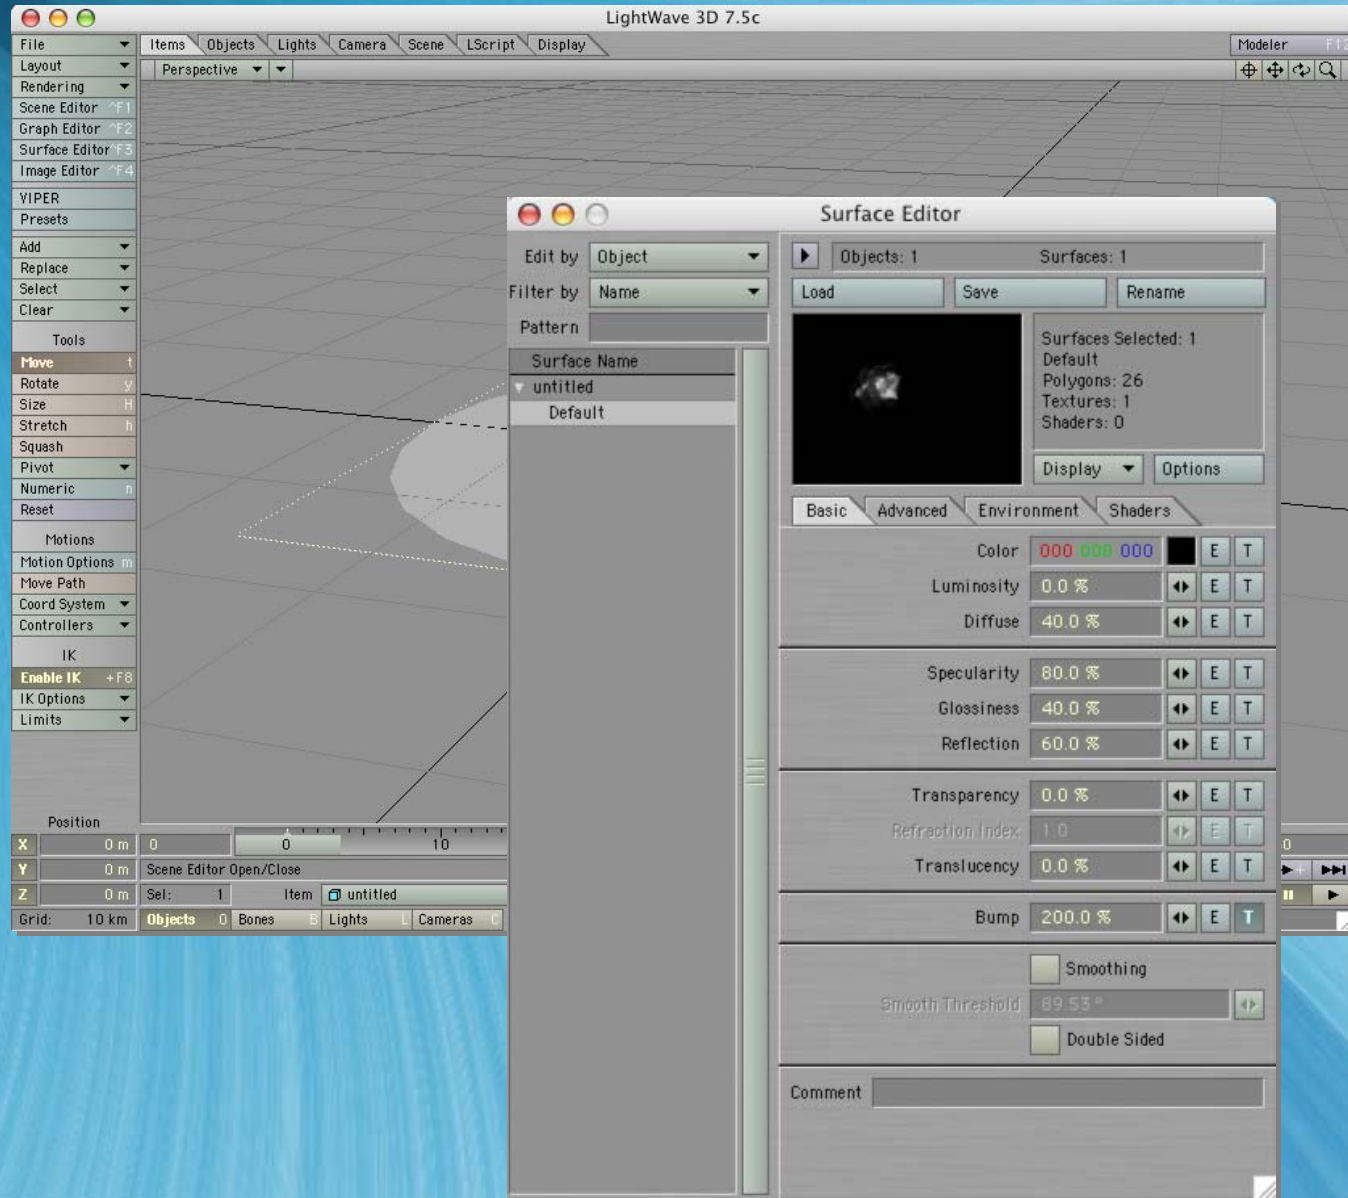 LightWave 3D 7.5c
File
Items Objects Lights Camera Scene LScript Display
Modeler F12
Layout
Perspective
Rendering
Scene Editor ^F1
Graph Editor ^F2
Surface Editor ^F3
Image Editor ^F4
VIPER
Presets
Add
Replace
Select
Clear
Tools
Move t
Rotate y
Size H
Stretch h
Squash
Pivot
Numeric n
Reset
Motions
Motion Options m
Move Path
Coord System
Controllers
IK
Enable IK +F8
IK Options
Limits
Position
X 0 m
Y 0 m
Z 0 m
Grid: 10 km
0 0 10
Scene Editor Open/Close
Sel: 1 Item untitled
Objects O Bones B Lights L Cameras C
0
Surface Editor
Edit by Object
Filter by Name
Pattern
Surface Name
untitled
Default
Objects: 1 Surfaces: 1
Load Save Rename
Surfaces Selected: 1
Default
Polygons: 26
Textures: 1
Shaders: 0
Display Options
Basic Advanced Environment Shaders
Color 000 000 000 E T
Luminosity 0.0 % E T
Diffuse 40.0 % E T
Specularity 80.0 % E T
Glossiness 40.0 % E T
Reflection 60.0 % E T
Transparency 0.0 % E T
Refraction Index 1.0 E T
Translucency 0.0 % E T
Bump 200.0 % E T
Smoothing
Smooth Threshold 89.53°
Double Sided
Comment